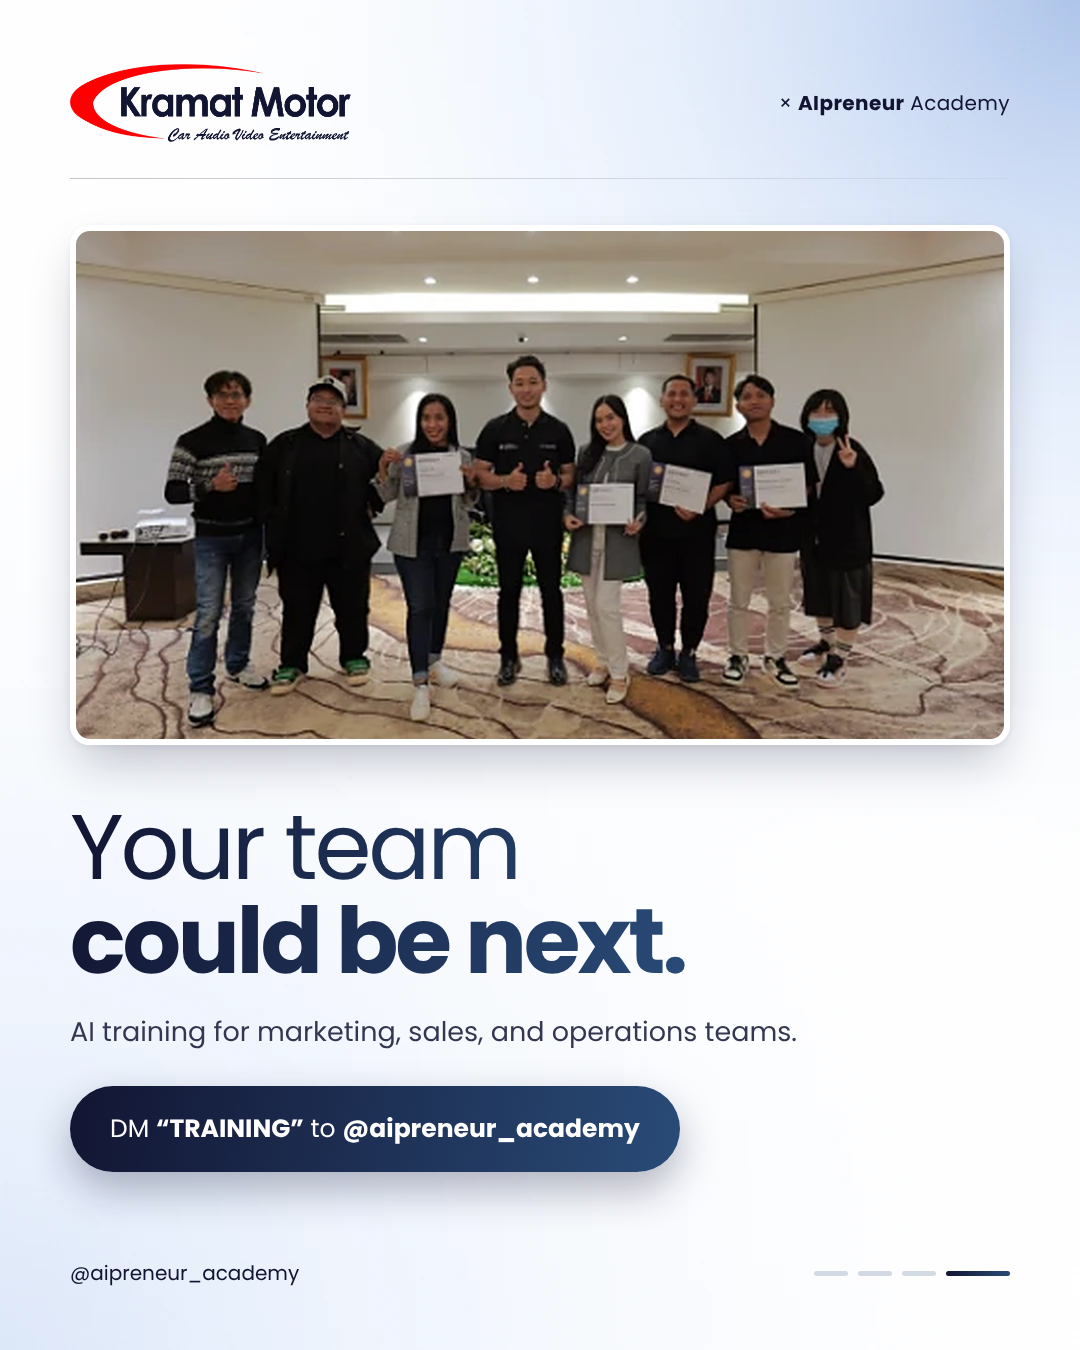 Kramat Motor
Car Audio Video Entertainment
× AIpreneur Academy
Your team
could be next.
AI training for marketing, sales, and operations teams.
DM “TRAINING” to @aipreneur_academy
@aipreneur_academy